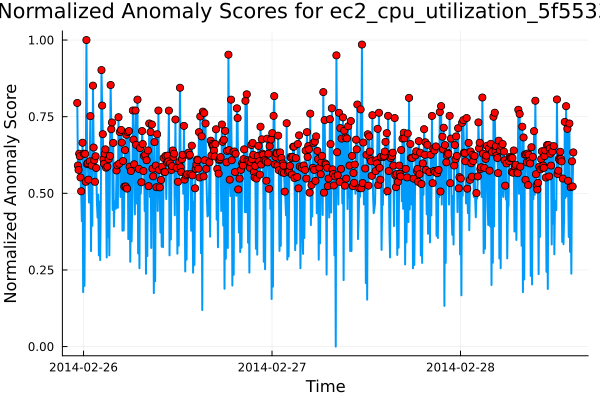 Normalized Anomaly Scores for ec2_cpu_utilization_5f553
1.00
0.75
0.50
0.25
0.00
Normalized Anomaly Score
2014-02-26
2014-02-27
2014-02-28
Time